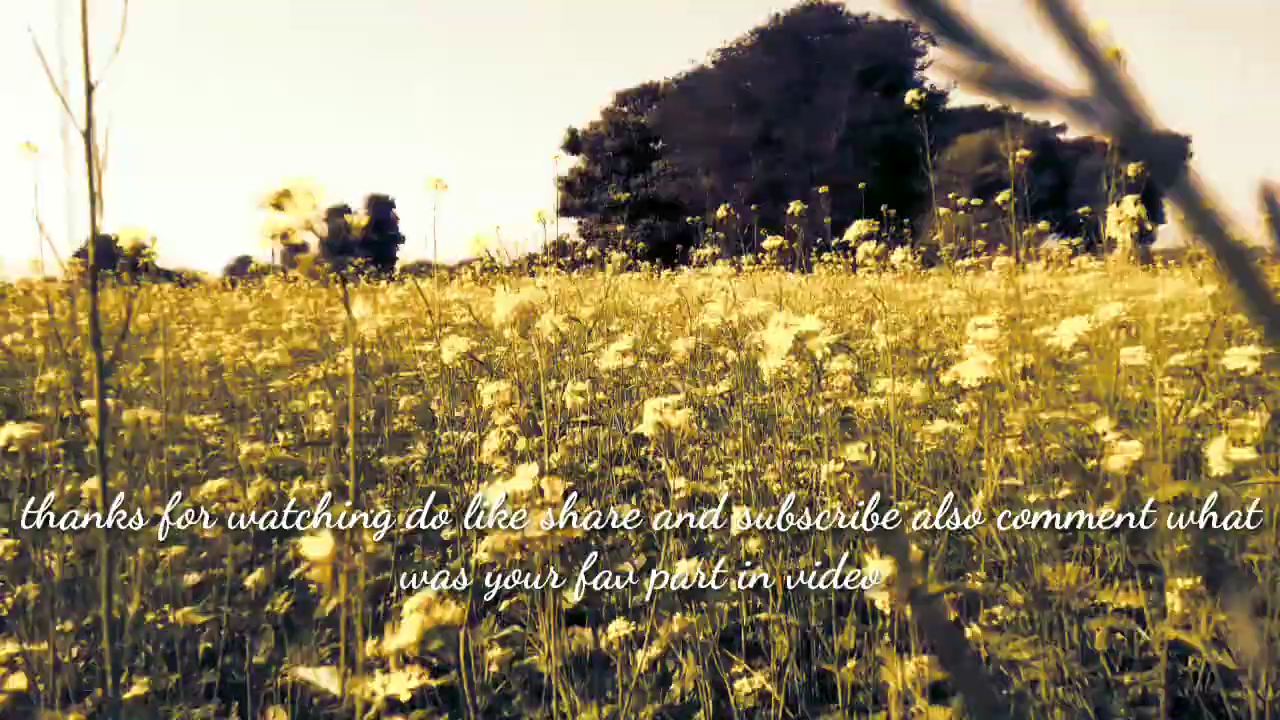 thanks for watching do like share and subscribe also comment what
was your fav part in video